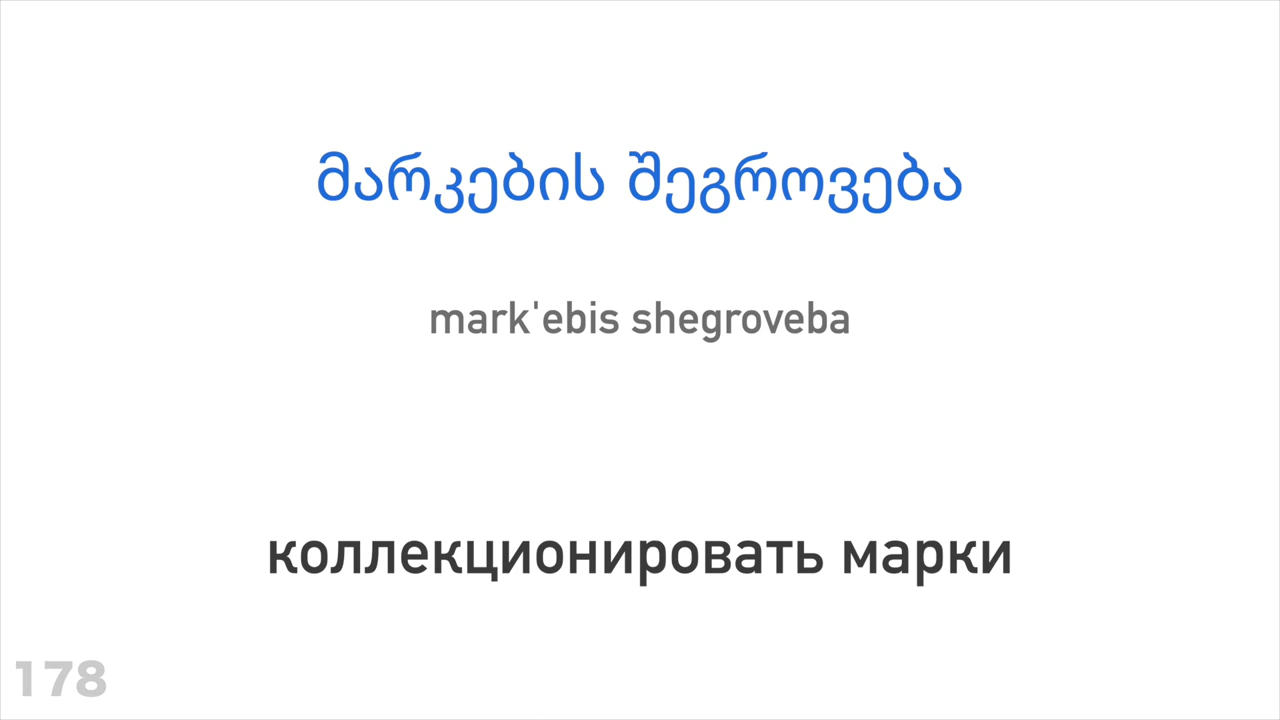 მარკების შეგროვება
mark'ebis shegroveba
коллекционировать марки
178